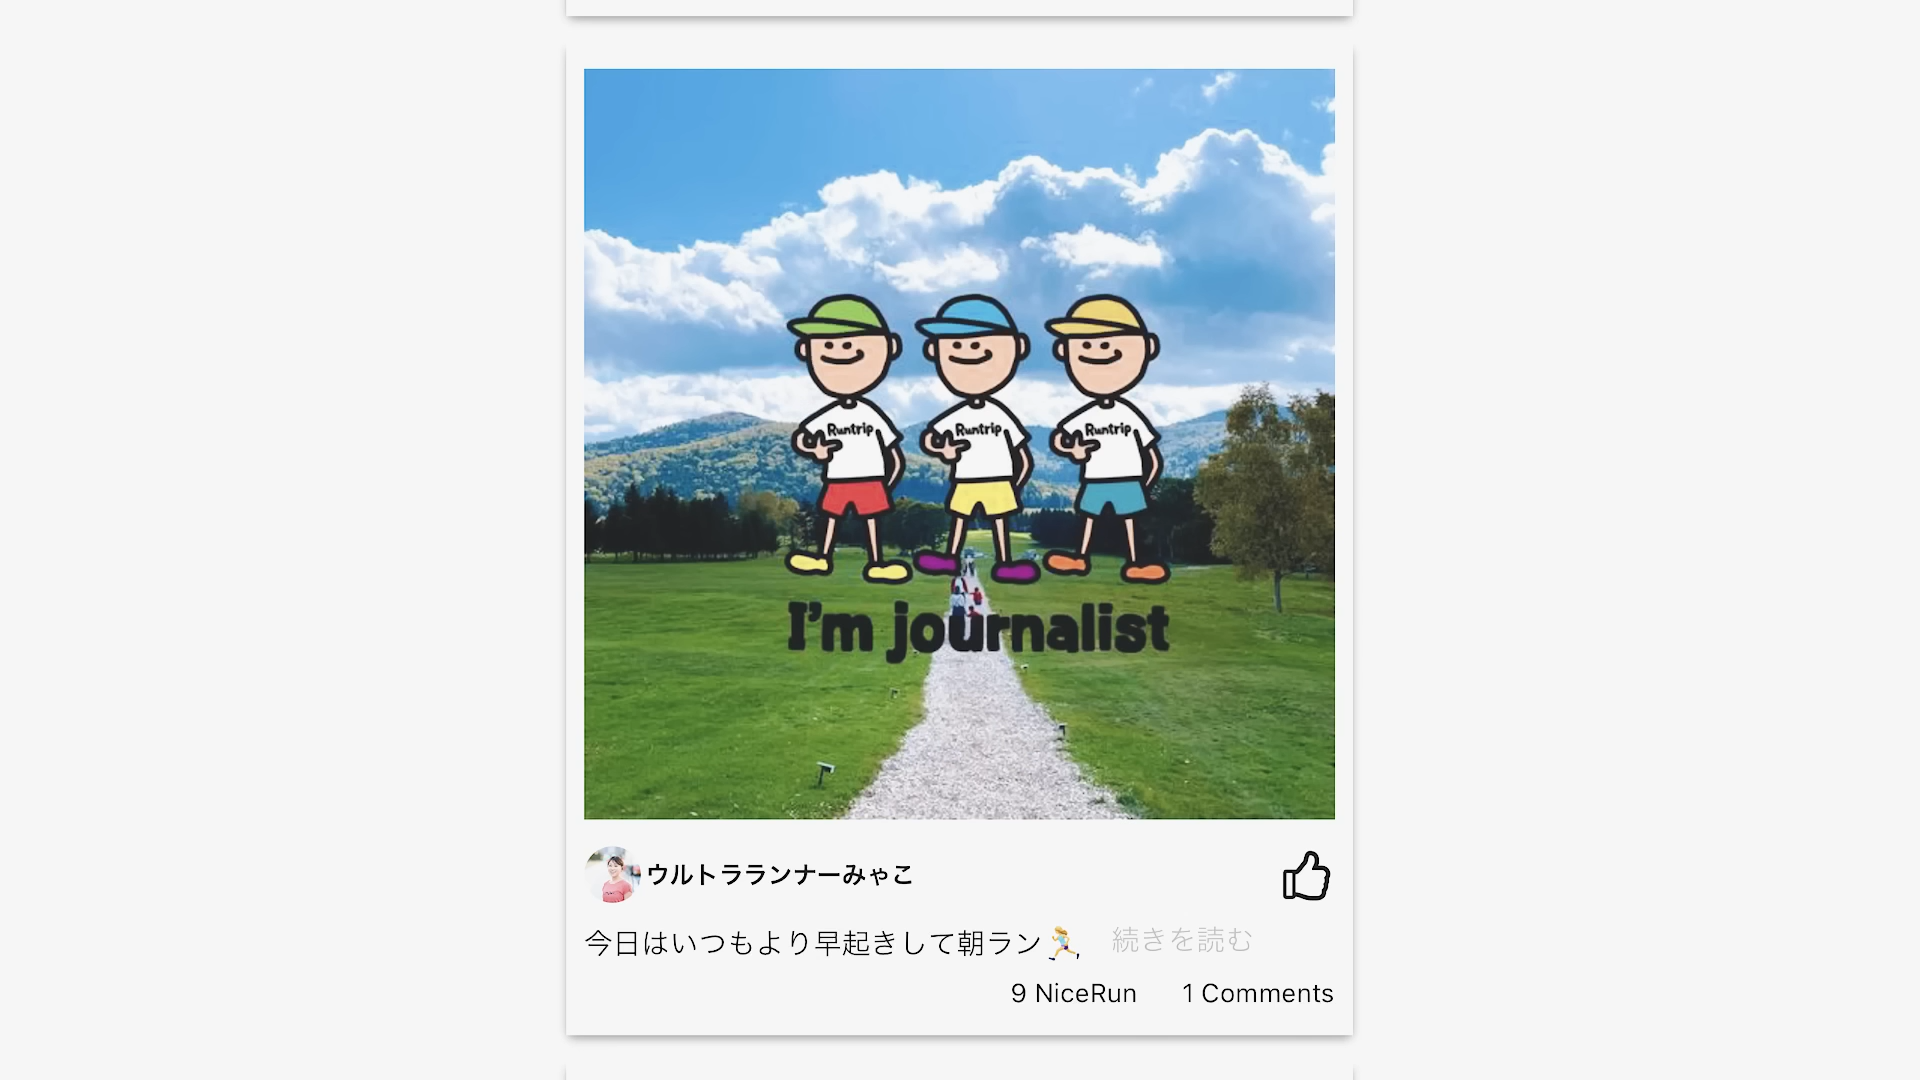 Runtrip Runtrip Runtrip
I'm journalist
ウルトラランナーみゃこ
今日はいつもより早起きして朝ラン🏃‍♀️, 続きを読む
9 NiceRun 1 Comments